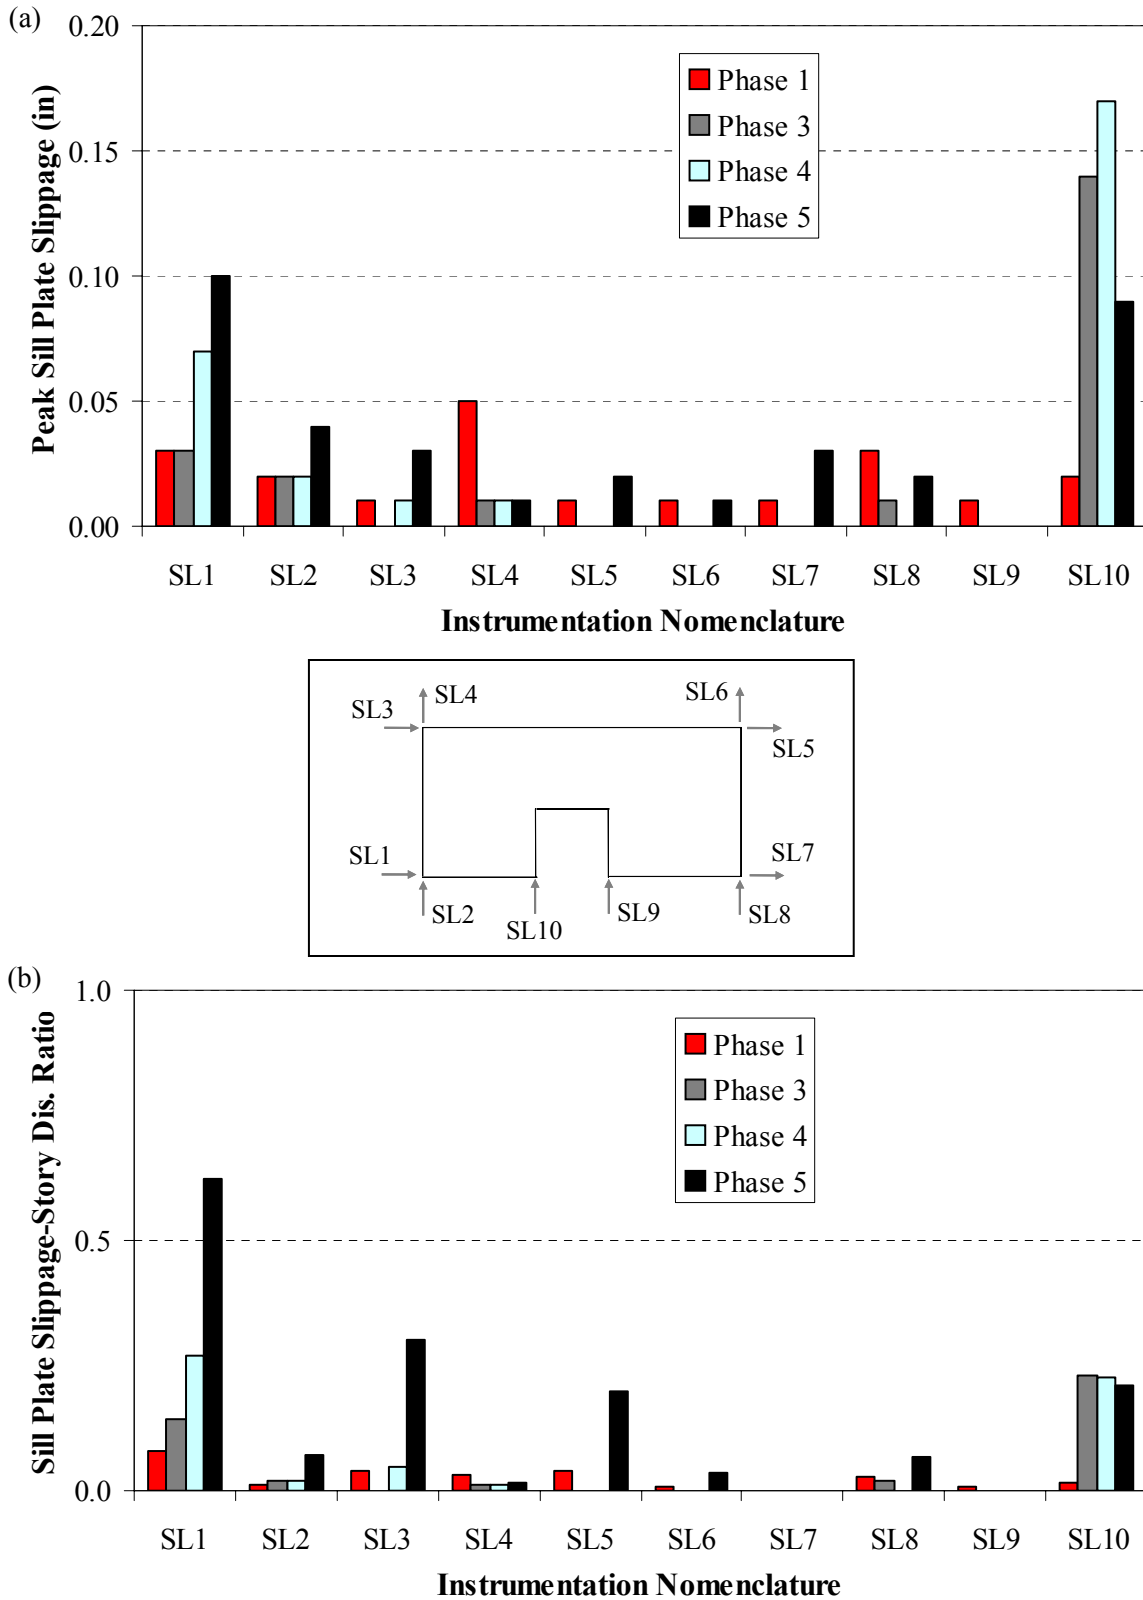 (a)
0.20
0.15
0.10
0.05
0.00
Peak Sill Plate Slippage (in)
Phase 1
Phase 3
Phase 4
Phase 5
SL1 SL2 SL3 SL4 SL5 SL6 SL7 SL8 SL9 SL10
Instrumentation Nomenclature
SL4 SL6
SL3
SL5
SL1 SL7
SL2 SL9 SL8
SL10
(b)
1.0
0.5
0.0
Sill Plate Slippage-Story Dis. Ratio
Phase 1
Phase 3
Phase 4
Phase 5
SL1 SL2 SL3 SL4 SL5 SL6 SL7 SL8 SL9 SL10
Instrumentation Nomenclature